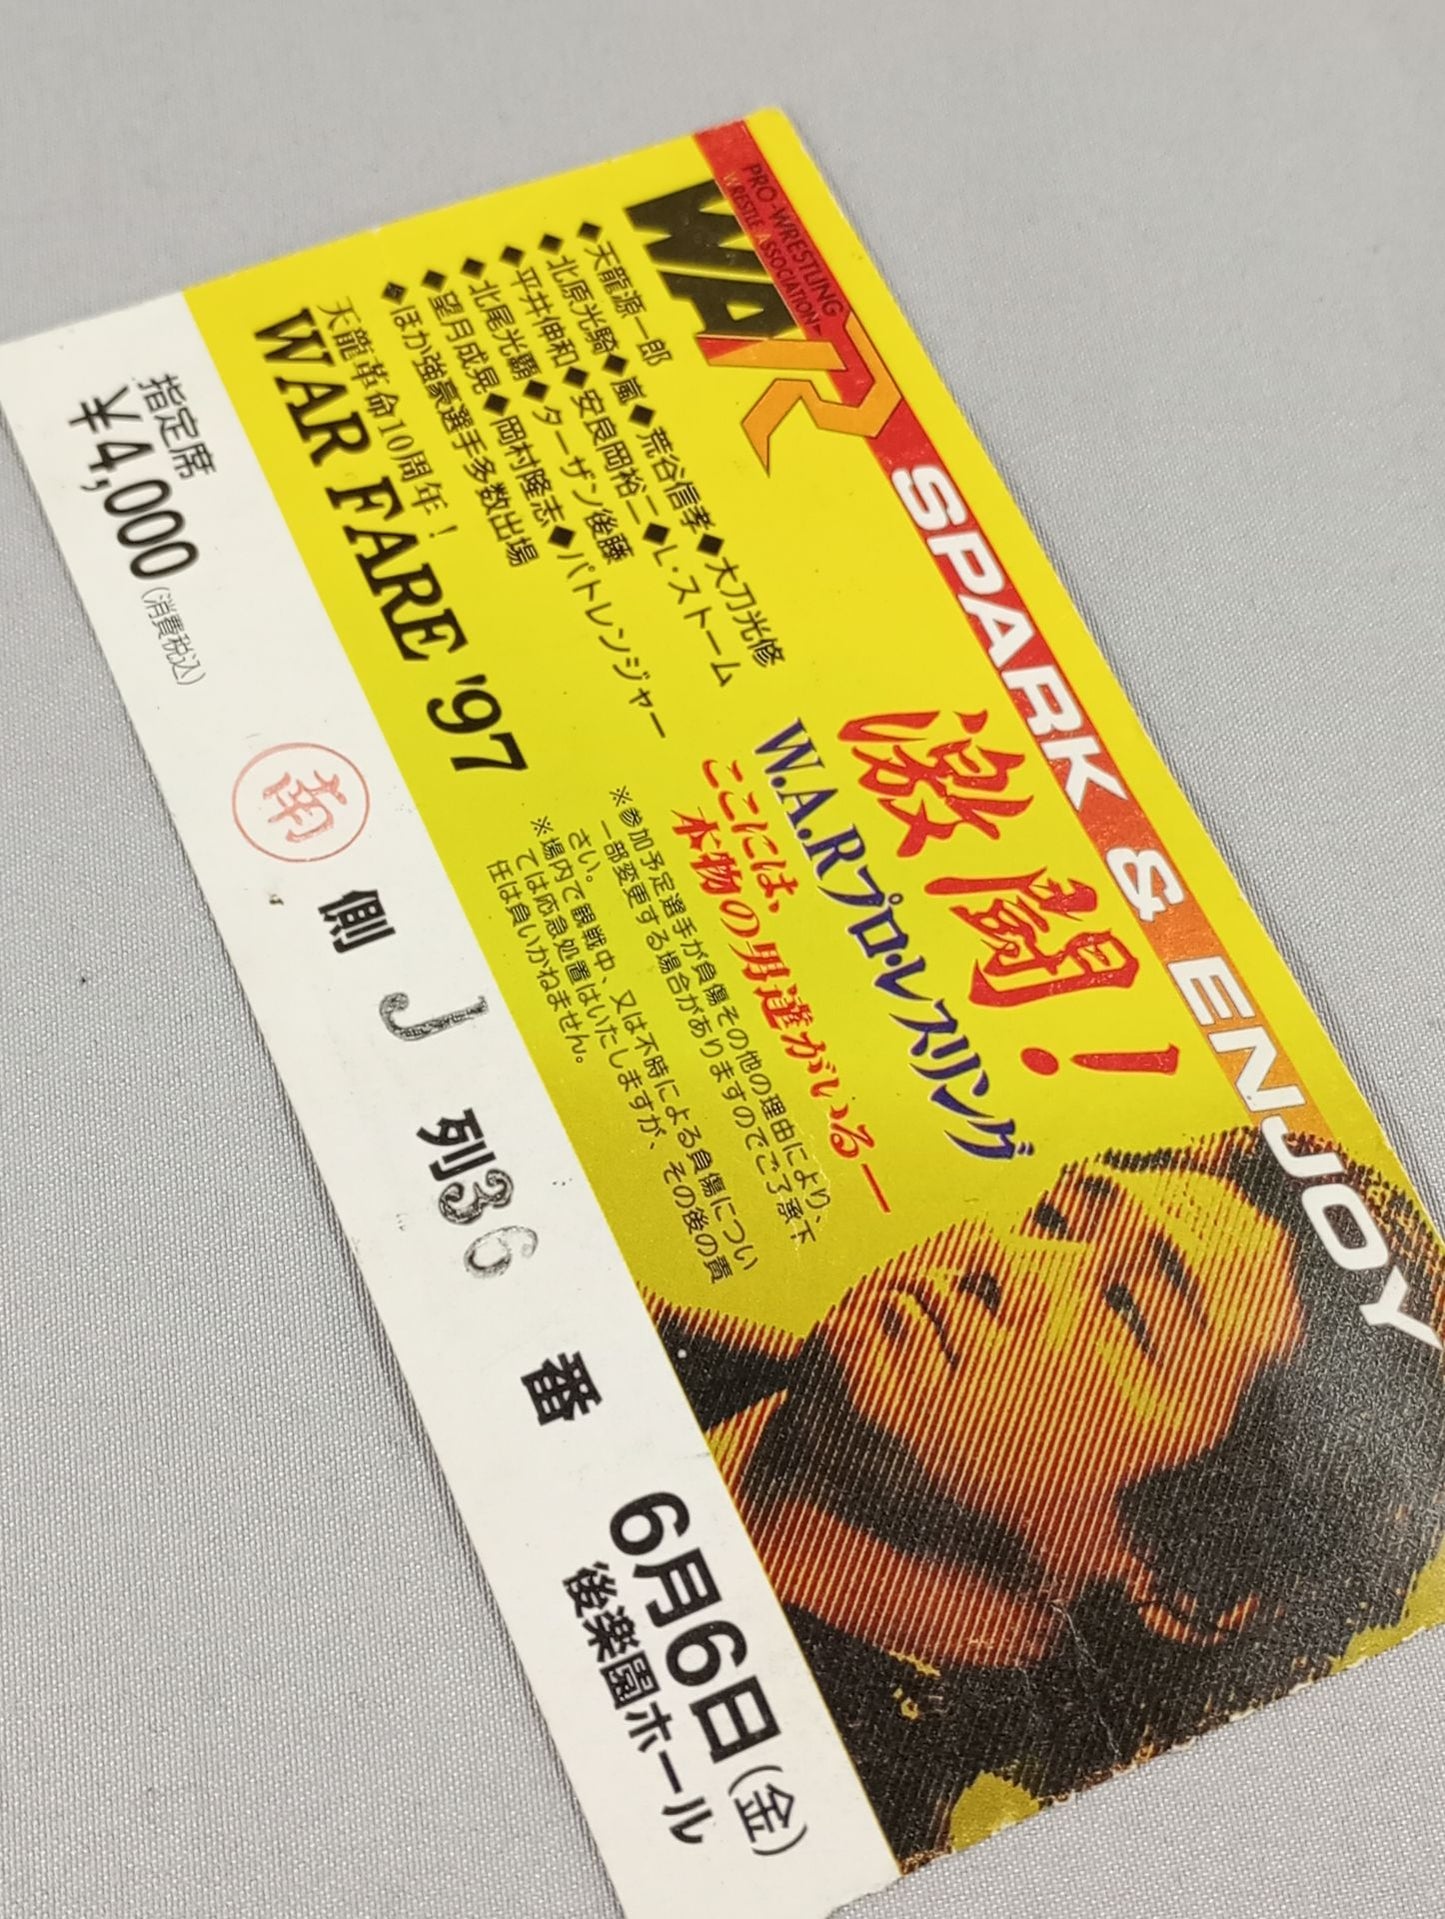 PRO-WRESTLING
WRESTLE ASSOCIATION
WAR
SPARK & ENJOY
◆天龍源一郎◆嵐◆荒谷信孝◆大刀光修
◆北原光騎◆安良岡裕二◆L・ストーム
◆平井伸和◆ターザン後藤
◆北尾光覇◆岡村隆志◆パトレンジャー
◆望月成晃
◆ほか強豪選手多数出場
天龍革命10周年!
WAR FARE '97
激闘!
W.A.Rプロ・レスリング
ここには、
本物の男達がいるー
※参加予定選手が負傷その他の理由により、
一部変更する場合がありますのでご了承下
さい。
※場内で観戦中、又は不時による負傷につい
ては応急処置はいたしますが、その後の責
任は負いかねません。
指定席
¥4,000(消費税込)
南 側 J 列 36 番
6月6日(金)
後楽園ホール